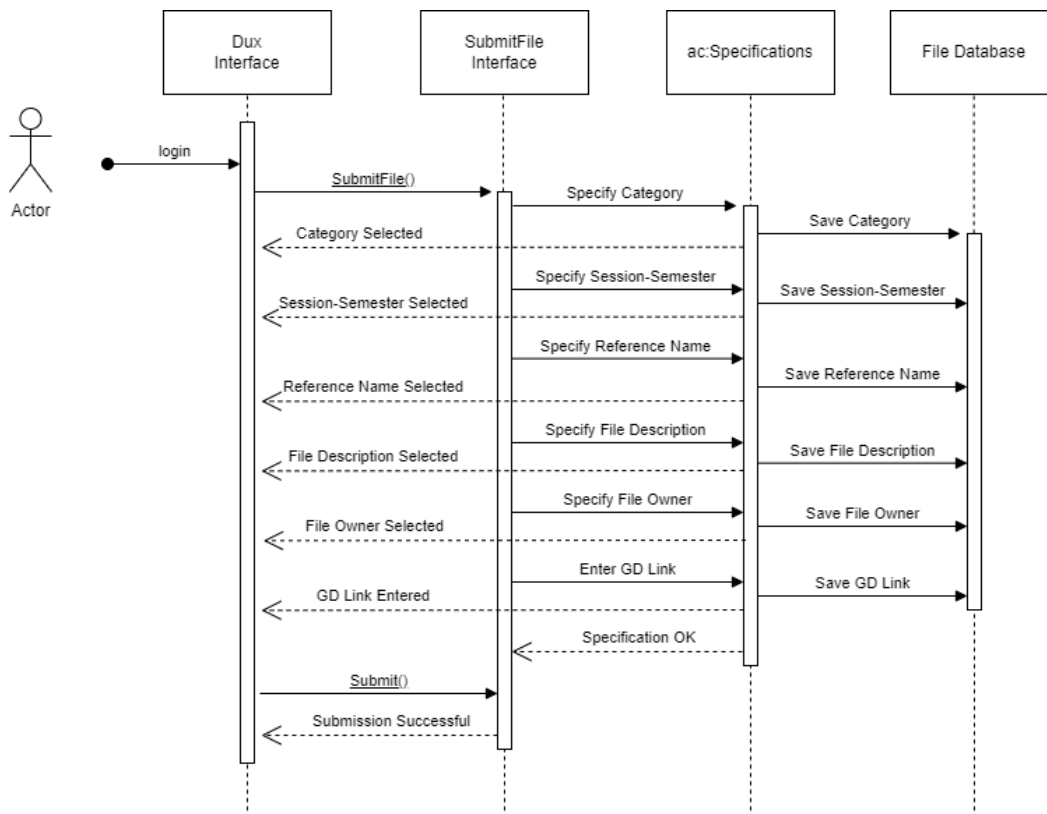 Dux
Interface
SubmitFile
Interface
ac:Specifications
File Database
Actor
login
SubmitFile()
Specify Category
Save Category
Category Selected
Specify Session-Semester
Save Session-Semester
Session-Semester Selected
Specify Reference Name
Save Reference Name
Reference Name Selected
Specify File Description
Save File Description
File Description Selected
Specify File Owner
Save File Owner
File Owner Selected
Enter GD Link
Save GD Link
GD Link Entered
Specification OK
Submit()
Submission Successful